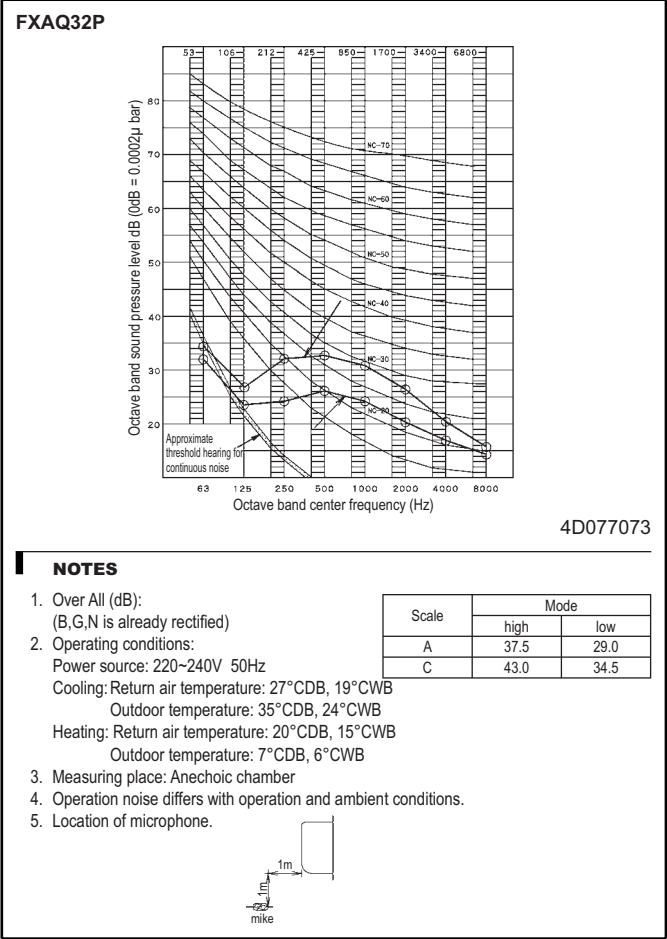 FXAQ32P
53 106 212 425 850 1700 3400 6800
Octave band sound pressure level dB (0dB = 0.0002µ bar)
80
70
60
50
40
30
20
NC-70
NC-60
NC-50
NC-40
NC-30
NC-20
Approximate
threshold hearing for
continuous noise
63 125 250 500 1000 2000 4000 8000
Octave band center frequency (Hz)
4D077073
NOTES
1. Over All (dB):
(B,G,N is already rectified)
2. Operating conditions:
Power source: 220~240V 50Hz
Cooling: Return air temperature: 27°CDB, 19°CWB
Outdoor temperature: 35°CDB, 24°CWB
Heating: Return air temperature: 20°CDB, 15°CWB
Outdoor temperature: 7°CDB, 6°CWB
3. Measuring place: Anechoic chamber
4. Operation noise differs with operation and ambient conditions.
5. Location of microphone.
Scale Mode
high low
A 37.5 29.0
C 43.0 34.5
1m
1m
mike